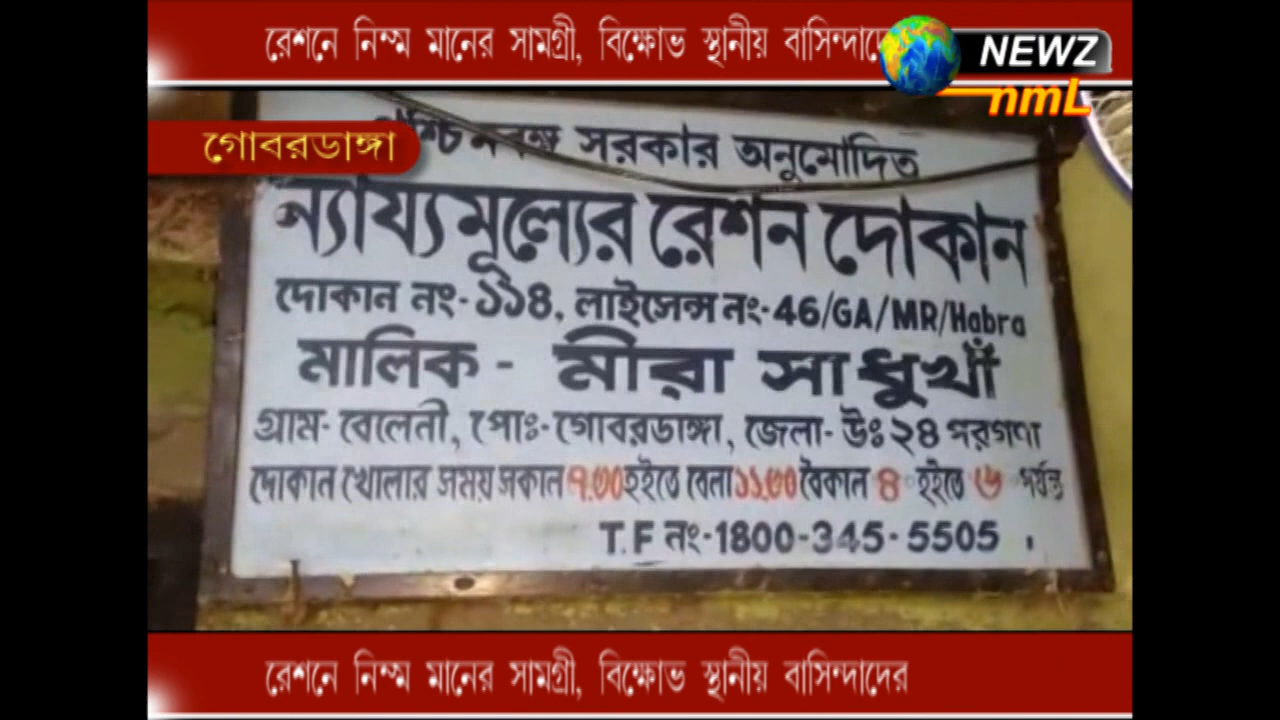 রেশনে নিম্ম মানের সামগ্রী, বিক্ষোভ স্থানীয় বাসিন্দাদের
NEWZ
nmL
গোবরডাঙ্গা
সরকার অনুমোদিত
ন্যায্যমূল্যের রেশন দোকান
দোকান নং-১১৪, লাইসেন্স নং-46/GA/MR/Habra
মালিক - মীরা সাধুখাঁ
গ্রাম- বেলেনী, পোঃ-গোবরডাঙ্গা, জেলা- উঃ ২৪ পরগণা
দোকান খোলার সময় সকাল ৭.৩০ হইতে বেলা ১১.৩০ বৈকাল ৪ হইতে ৬ পর্যন্ত
T.F নং-1800-345-5505
রেশনে নিম্ম মানের সামগ্রী, বিক্ষোভ স্থানীয় বাসিন্দাদের